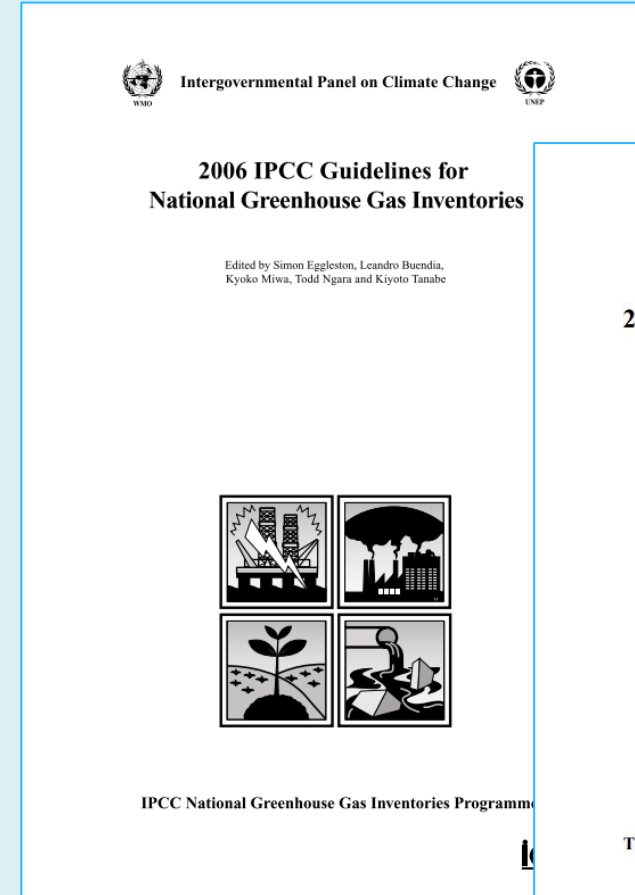 Intergovernmental Panel on Climate Change
WMO
UNEP
2006 IPCC Guidelines for
National Greenhouse Gas Inventories
Edited by Simon Eggleston, Leandro Buendia,
Kyoko Miwa, Todd Ngara and Kiyoto Tanabe
2
IPCC National Greenhouse Gas Inventories Programm
T